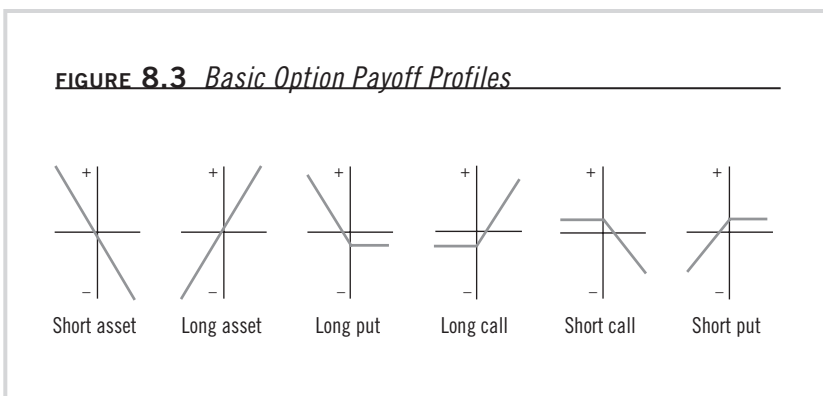 FIGURE 8.3 Basic Option Payoff Profiles
+ + + + + +
– – – – – –
Short asset Long asset Long put Long call Short call Short put